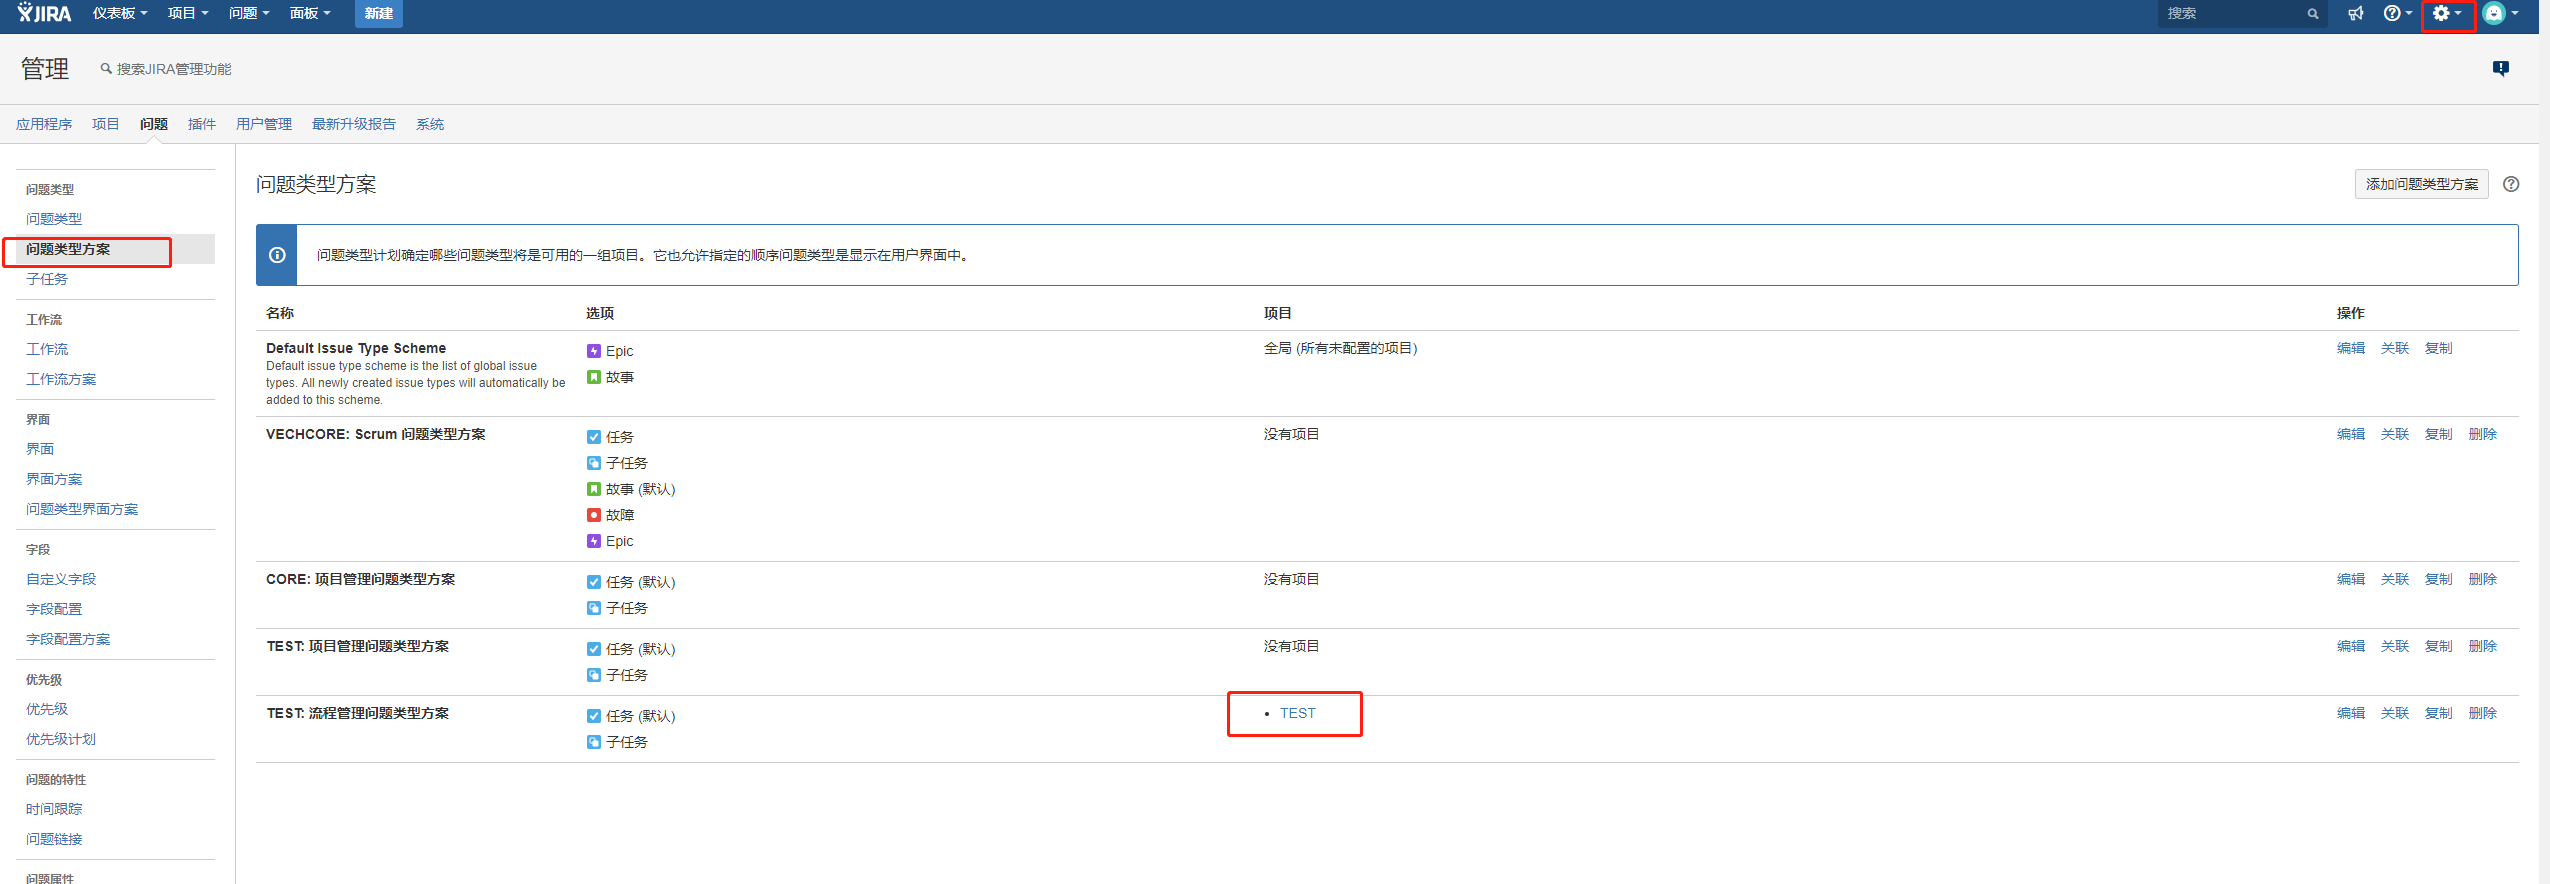 JIRA 仪表板 项目 问题 面板 新建 搜索
管理 搜索JIRA管理功能
应用程序 项目 问题 插件 用户管理 最新升级报告 系统
问题类型
问题类型
问题类型方案
子任务
工作流
工作流
工作流方案
界面
界面
界面方案
问题类型界面方案
字段
自定义字段
字段配置
字段配置方案
优先级
优先级
优先级计划
问题的特性
时间跟踪
问题链接
问题属性
问题类型方案 添加问题类型方案
问题类型计划确定哪些问题类型将是可用的一组项目。它也允许指定的顺序问题类型是显示在用户界面中。
名称 选项 项目 操作
Default Issue Type Scheme
Default issue type scheme is the list of global issue
types. All newly created issue types will automatically be
added to this scheme.
Epic
故事
全局 (所有未配置的项目)
编辑 关联 复制
VECHCORE: Scrum 问题类型方案
任务
子任务
故事 (默认)
故障
Epic
没有项目
编辑 关联 复制 删除
CORE: 项目管理问题类型方案
任务 (默认)
子任务
没有项目
编辑 关联 复制 删除
TEST: 项目管理问题类型方案
任务 (默认)
子任务
没有项目
编辑 关联 复制 删除
TEST: 流程管理问题类型方案
任务 (默认)
子任务
• TEST
编辑 关联 复制 删除